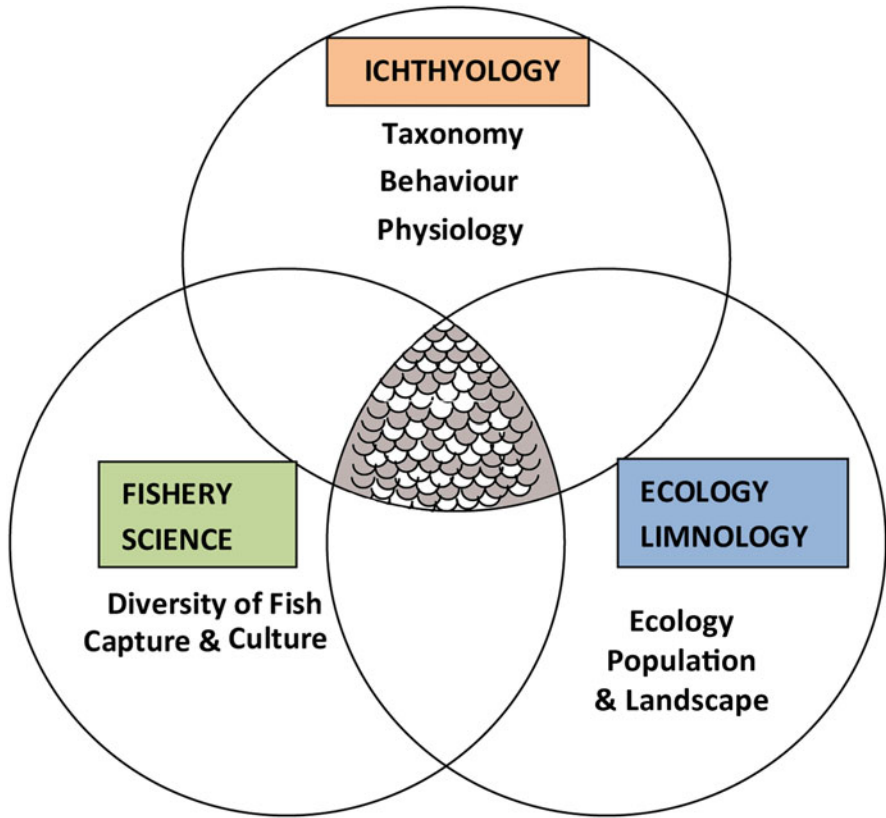 ICHTHYOLOGY
Taxonomy
Behaviour
Physiology
FISHERY
SCIENCE
Diversity of Fish
Capture & Culture
ECOLOGY
LIMNOLOGY
Ecology
Population
& Landscape